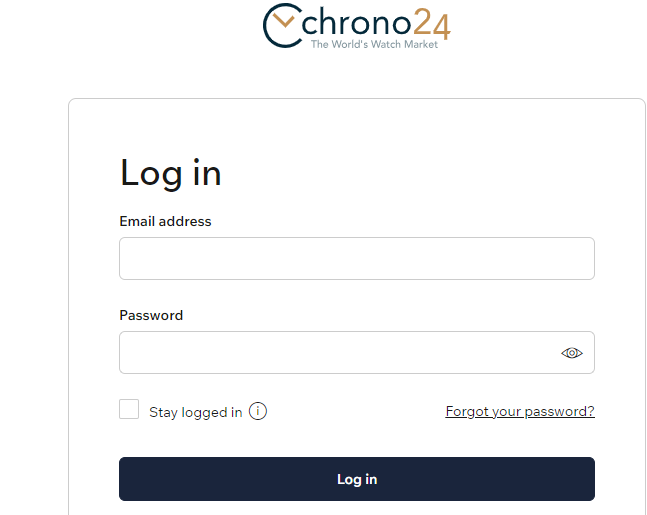 chrono24
The World's Watch Market
Log in
Email address
Password
Stay logged in
Forgot your password?
Log in